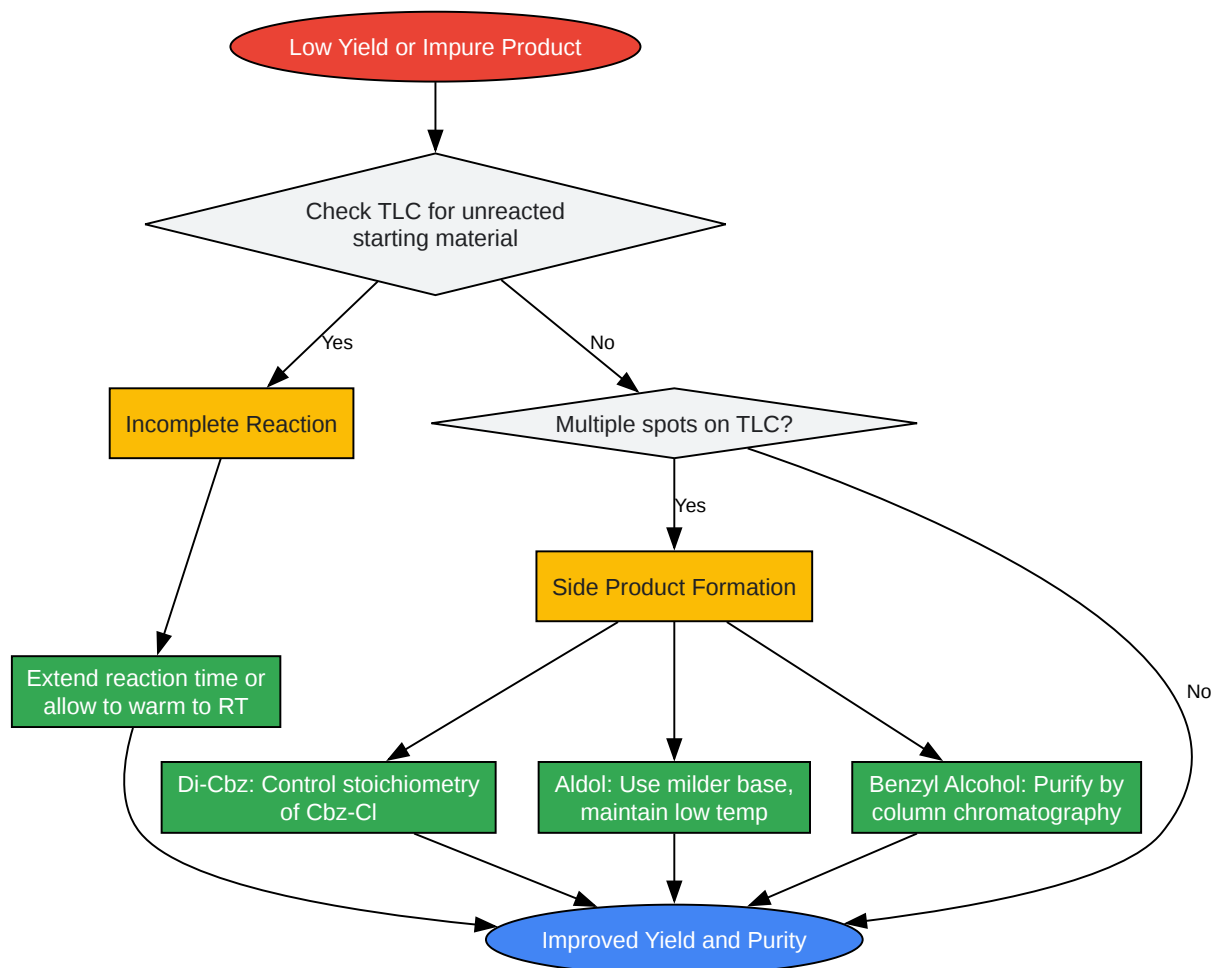 Low Yield or Impure Product
Check TLC for unreacted
starting material
Yes
No
Incomplete Reaction
Multiple spots on TLC?
Yes
Side Product Formation
Extend reaction time or
allow to warm to RT
No
Di-Cbz: Control stoichiometry
of Cbz-Cl
Aldol: Use milder base,
maintain low temp
Benzyl Alcohol: Purify by
column chromatography
Improved Yield and Purity